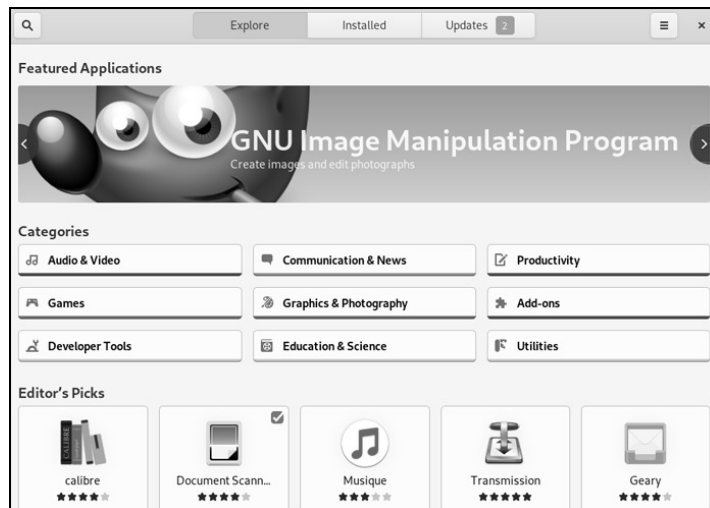 Explore Installed Updates 2
Featured Applications
GNU Image Manipulation Program
Create images and edit photographs
Categories
Audio & Video Communication & News Productivity
Games Graphics & Photography Add-ons
Developer Tools Education & Science Utilities
Editor's Picks
CALIBRE
calibre Document Scann... Musique Transmission Geary